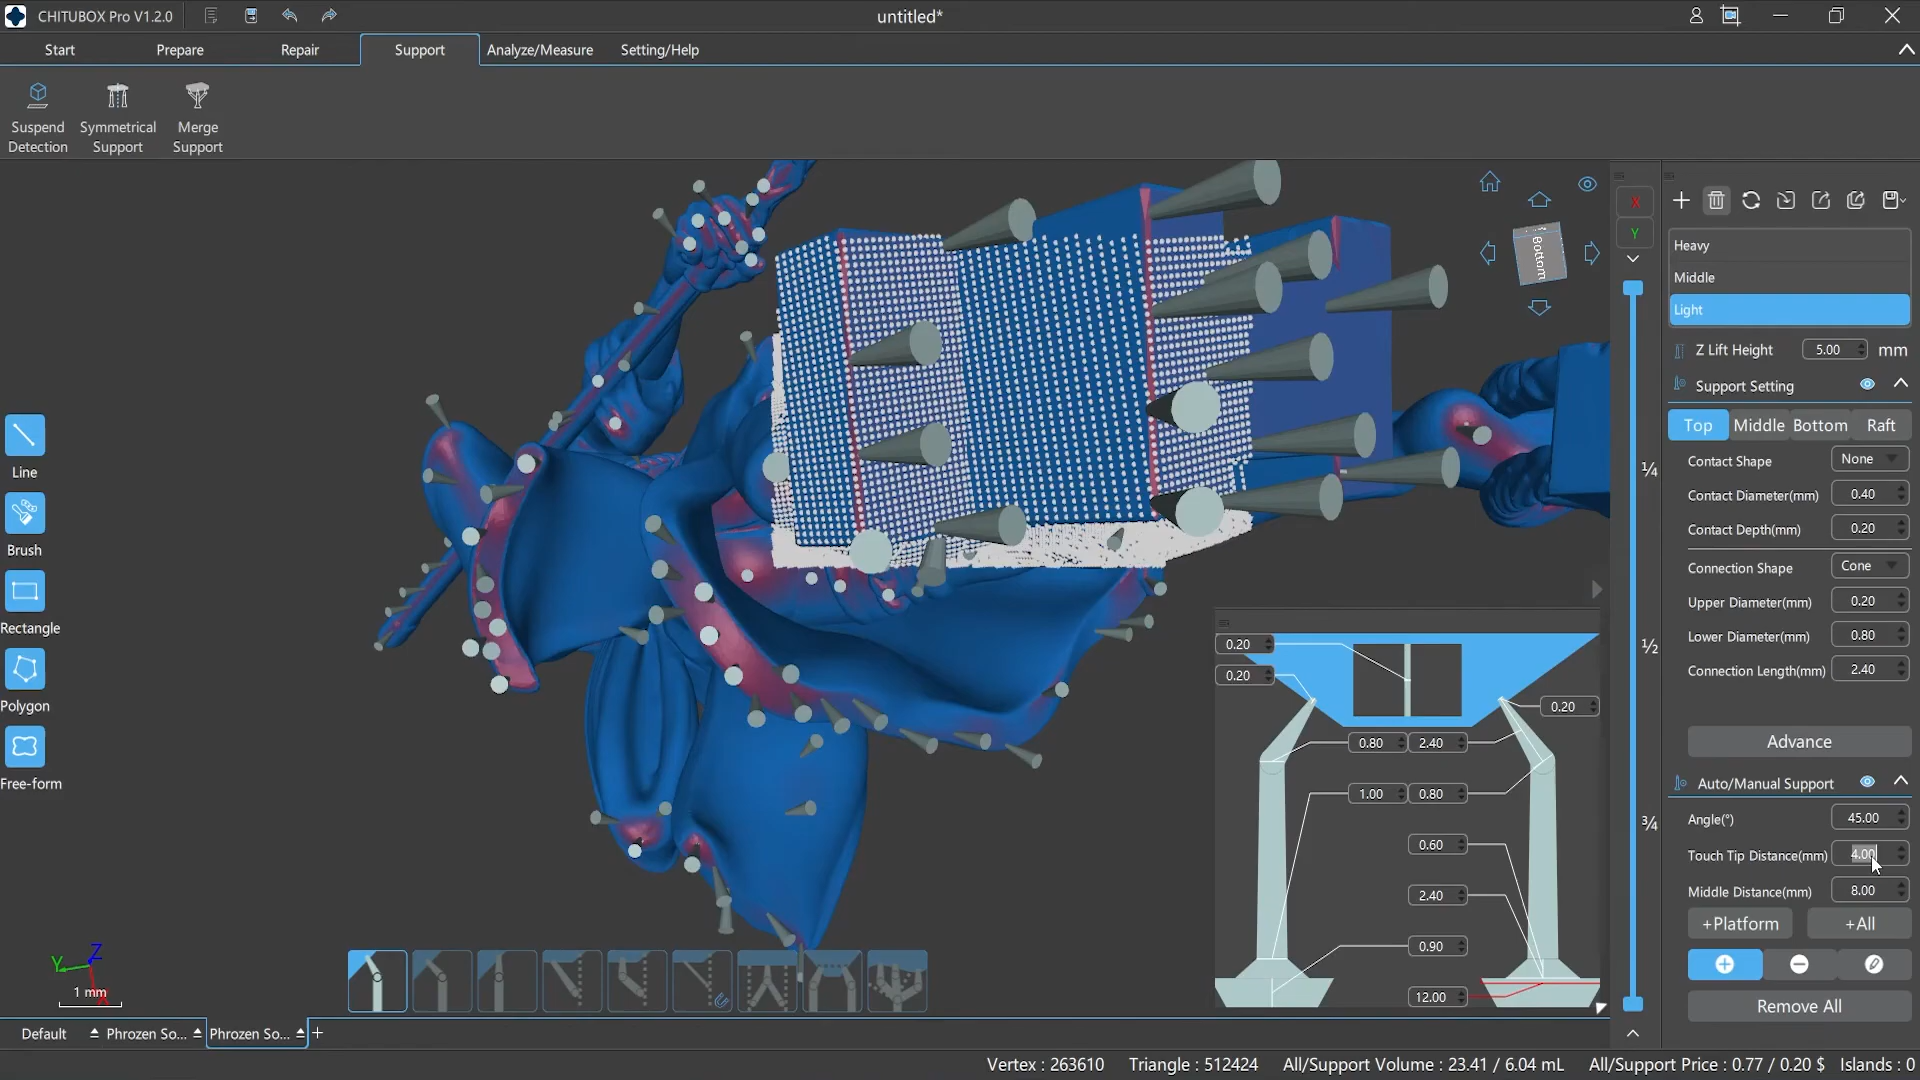 CHITUBOX Pro V1.2.0
untitled*
Start Prepare Repair Support Analyze/Measure Setting/Help
Suspend Detection
Symmetrical Support
Merge Support
Line
Brush
Rectangle
Polygon
Free-form
Bottom
X
Y
1/4
1/2
3/4
Heavy
Middle
Light
Z Lift Height 5.00 mm
Support Setting
Top Middle Bottom Raft
Contact Shape None
Contact Diameter(mm) 0.40
Contact Depth(mm) 0.20
Connection Shape Cone
Upper Diameter(mm) 0.20
Lower Diameter(mm) 0.80
Connection Length(mm) 2.40
Advance
Auto/Manual Support
Angle(°) 45.00
Touch Tip Distance(mm) 4.00
Middle Distance(mm) 8.00
+Platform +All
Remove All
0.20
0.20
0.20
0.80 2.40
1.00 0.80
0.60
2.40
0.90
12.00
Z
Y
X
1 mm
Default Phrozen So... Phrozen So... +
Vertex : 263610 Triangle : 512424 All/Support Volume : 23.41 / 6.04 mL All/Support Price : 0.77 / 0.20 $ Islands : 0